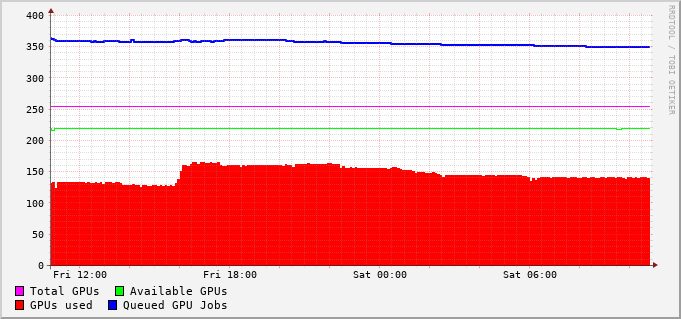 400
350
300
250
200
150
100
50
0
Fri 12:00 Fri 18:00 Sat 00:00 Sat 06:00
Total GPUs Available GPUs
GPUs used Queued GPU Jobs
RRDTOOL / TOBI OETIKER